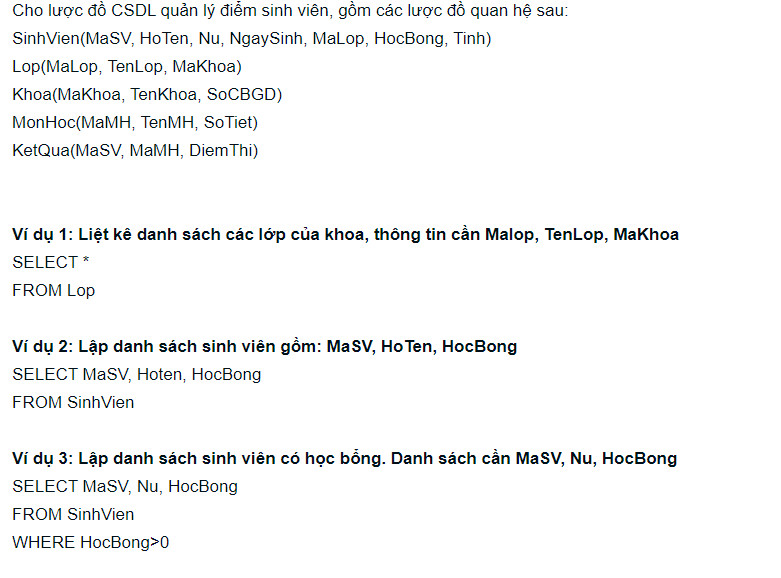 Cho lược đồ CSDL quản lý điểm sinh viên, gồm các lược đồ quan hệ sau:
SinhVien(MaSV, HoTen, Nu, NgaySinh, MaLop, HocBong, Tinh)
Lop(MaLop, TenLop, MaKhoa)
Khoa(MaKhoa, TenKhoa, SoCBGD)
MonHoc(MaMH, TenMH, SoTiet)
KetQua(MaSV, MaMH, DiemThi)
Ví dụ 1: Liệt kê danh sách các lớp của khoa, thông tin cần Malop, TenLop, MaKhoa
SELECT *
FROM Lop
Ví dụ 2: Lập danh sách sinh viên gồm: MaSV, HoTen, HocBong
SELECT MaSV, Hoten, HocBong
FROM SinhVien
Ví dụ 3: Lập danh sách sinh viên có học bổng. Danh sách cần MaSV, Nu, HocBong
SELECT MaSV, Nu, HocBong
FROM SinhVien
WHERE HocBong>0